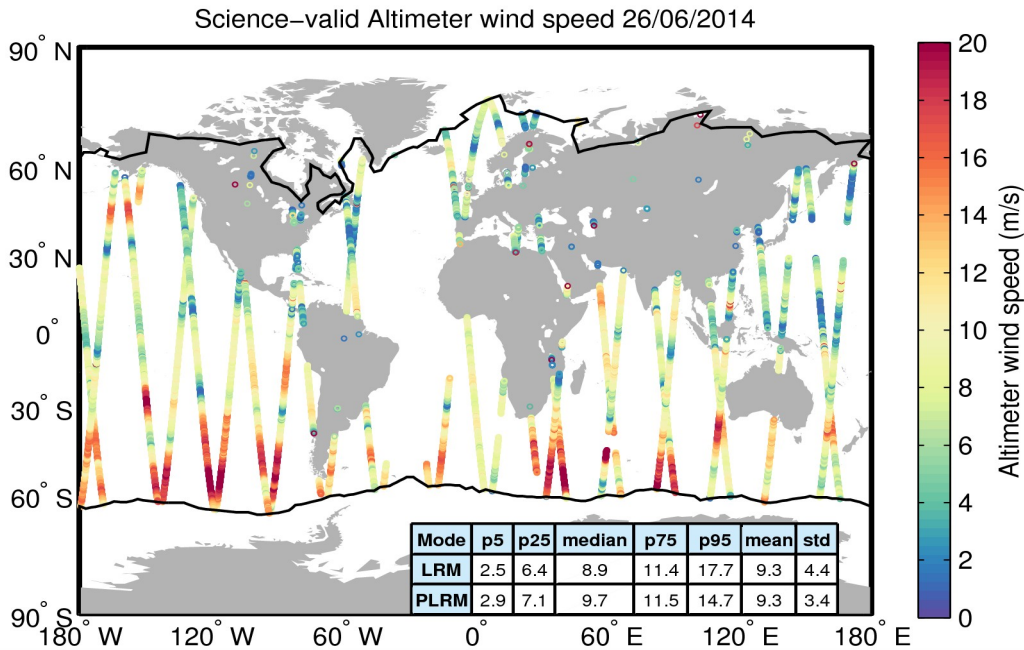 Science−valid Altimeter wind speed 26/06/2014
90° N
60° N
30° N
0°
30° S
60° S
90° S
180° W
120° W
60° W
0°
60° E
120° E
180° E
Mode p5 p25 median p75 p95 mean std
LRM 2.5 6.4 8.9 11.4 17.7 9.3 4.4
PLRM 2.9 7.1 9.7 11.5 14.7 9.3 3.4
20
18
16
14
12
10
8
6
4
2
0
Altimeter wind speed (m/s)